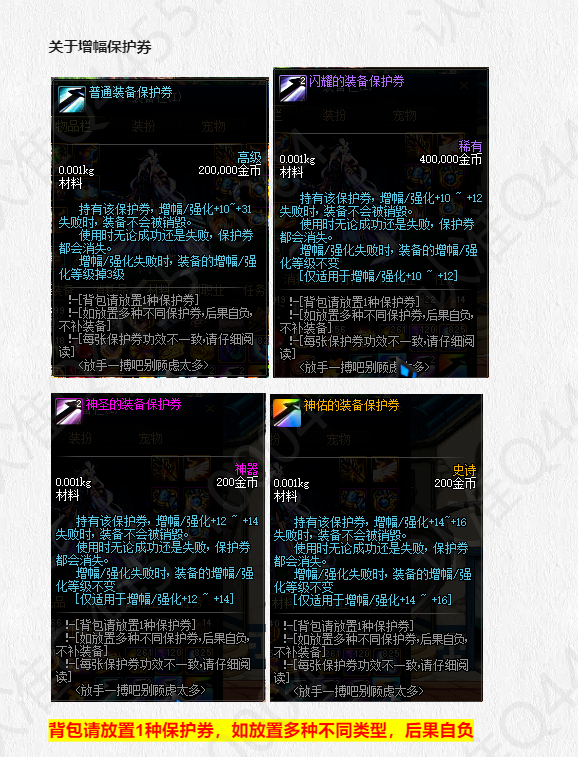 关于增幅保护券
普通装备保护券
物品栏 装扮 宠物
高级
0.001kg 200,000金币
材料
持有该保护券,增幅/强化+10~+31
失败时,装备不会被销毁。
使用时无论成功还是失败,保护券
都会消失。
增幅/强化失败时,装备的增幅/强
化等级掉3级
!-[背包请放置1种保护券]
!-[如放置多种不同保护券,后果自负,
不补装备]
!-[每张保护券功效不一致,请仔细阅
读]
<放手一搏吧别顾虑太多>
闪耀的装备保护券
装扮 宠物
稀有
0.001kg 400,000金币
材料
持有该保护券,增幅/强化+10 ~ +12
失败时,装备不会被销毁。
使用时无论成功还是失败,保护券
都会消失。
增幅/强化失败时,装备的增幅/强
化等级不变
[仅适用于增幅/强化+10 ~ +12]
!-[背包请放置1种保护券]
!-[如放置多种不同保护券,后果自负,
不补装备]
!-[每张保护券功效不一致,请仔细阅
读]
<放手一搏吧别顾虑太多>
神圣的装备保护券
装扮 宠物
神器
0.001kg 200金币
材料
持有该保护券,增幅/强化+12 ~ +14
失败时,装备不会被销毁。
使用时无论成功还是失败,保护券
都会消失。
增幅/强化失败时,装备的增幅/强
化等级不变
[仅适用于增幅/强化+12 ~ +14]
!-[背包请放置1种保护券]
!-[如放置多种不同保护券,后果自负,
不补装备]
!-[每张保护券功效不一致,请仔细阅
读]
<放手一搏吧别顾虑太多>
神佑的装备保护券
宠物
史诗
0.001kg 200金币
材料
持有该保护券,增幅/强化+14~+16
失败时,装备不会被销毁。
使用时无论成功还是失败,保护券
都会消失。
增幅/强化失败时,装备的增幅/强
化等级不变
[仅适用于增幅/强化+14 ~ +16]
!-[背包请放置1种保护券]
!-[如放置多种不同保护券,后果自负,
不补装备]
!-[每张保护券功效不一致,请仔细阅
读]
<放手一搏吧别顾虑太多>
背包请放置1种保护券，如放置多种不同类型，后果自负